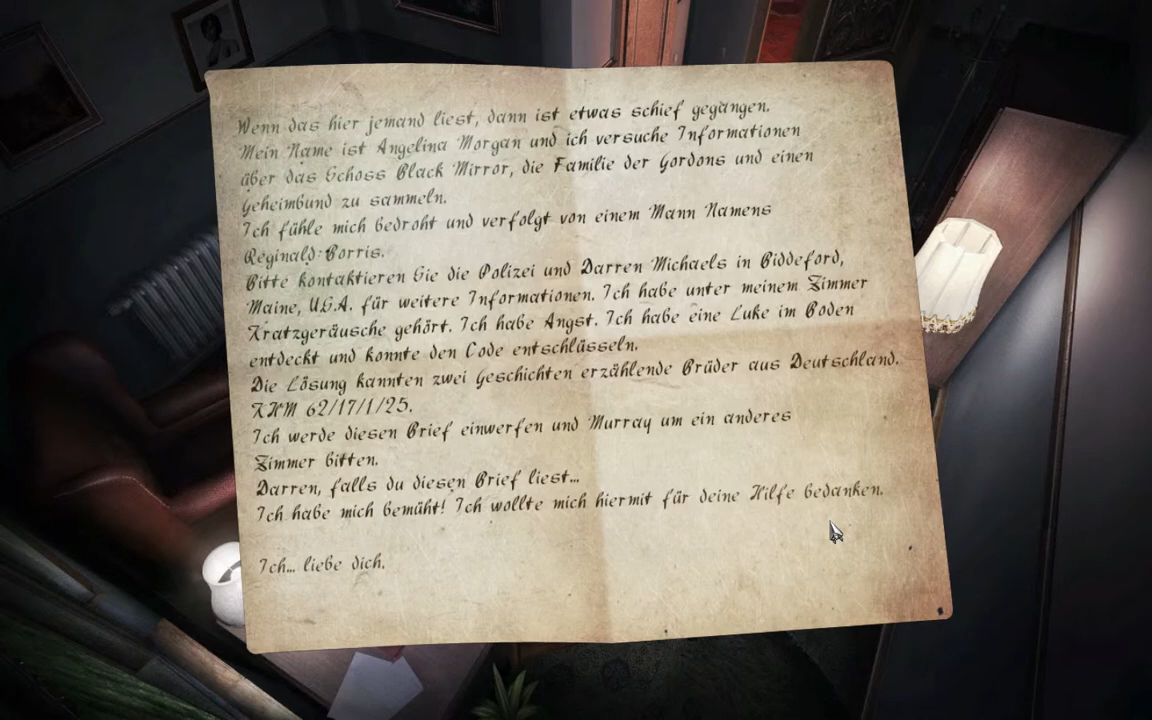 Wenn das hier jemand liest, dann ist etwas schief gegangen.
Mein Name ist Angelina Morgan und ich versuche Informationen
über das Schoss Black Mirror, die Familie der Gordons und einen
Geheimbund zu sammeln.
Ich fühle mich bedroht und verfolgt von einem Mann Namens
Reginald Borris.
Bitte kontaktieren Sie die Polizei und Darren Michaels in Biddeford,
Maine, U.S.A. für weitere Informationen. Ich habe unter meinem Zimmer
Kratzgeräusche gehört. Ich habe Angst. Ich habe eine Luke im Boden
entdeckt und konnte den Code entschlüsseln.
Die Lösung kannten zwei Geschichten erzählende Brüder aus Deutschland.
KHM 62/17/1/25.
Ich werde diesen Brief einwerfen und Murray um ein anderes
Zimmer bitten.
Darren, falls du diesen Brief liest...
Ich habe mich bemüht! Ich wollte mich hiermit für deine Hilfe bedanken.
Ich... liebe dich.